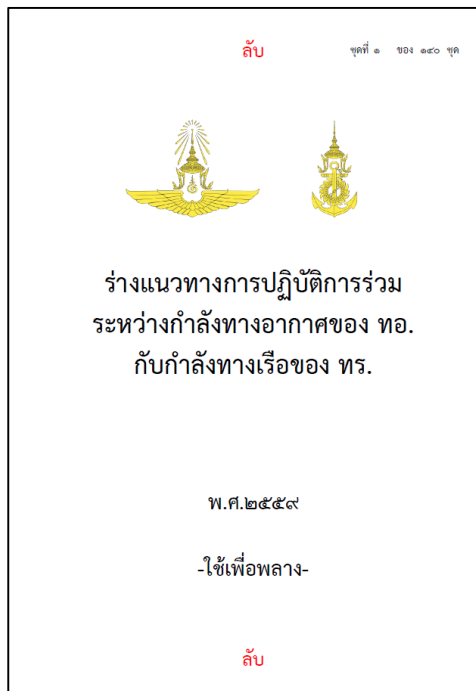 ลับ
ชุดที่ ๑ ของ ๑๔๐ ชุด
ร่างแนวทางการปฏิบัติการร่วม
ระหว่างกำลังทางอากาศของ ทอ.
กับกำลังทางเรือของ ทร.
พ.ศ.๒๕๕๙
-ใช้เพื่อพลาง-
ลับ